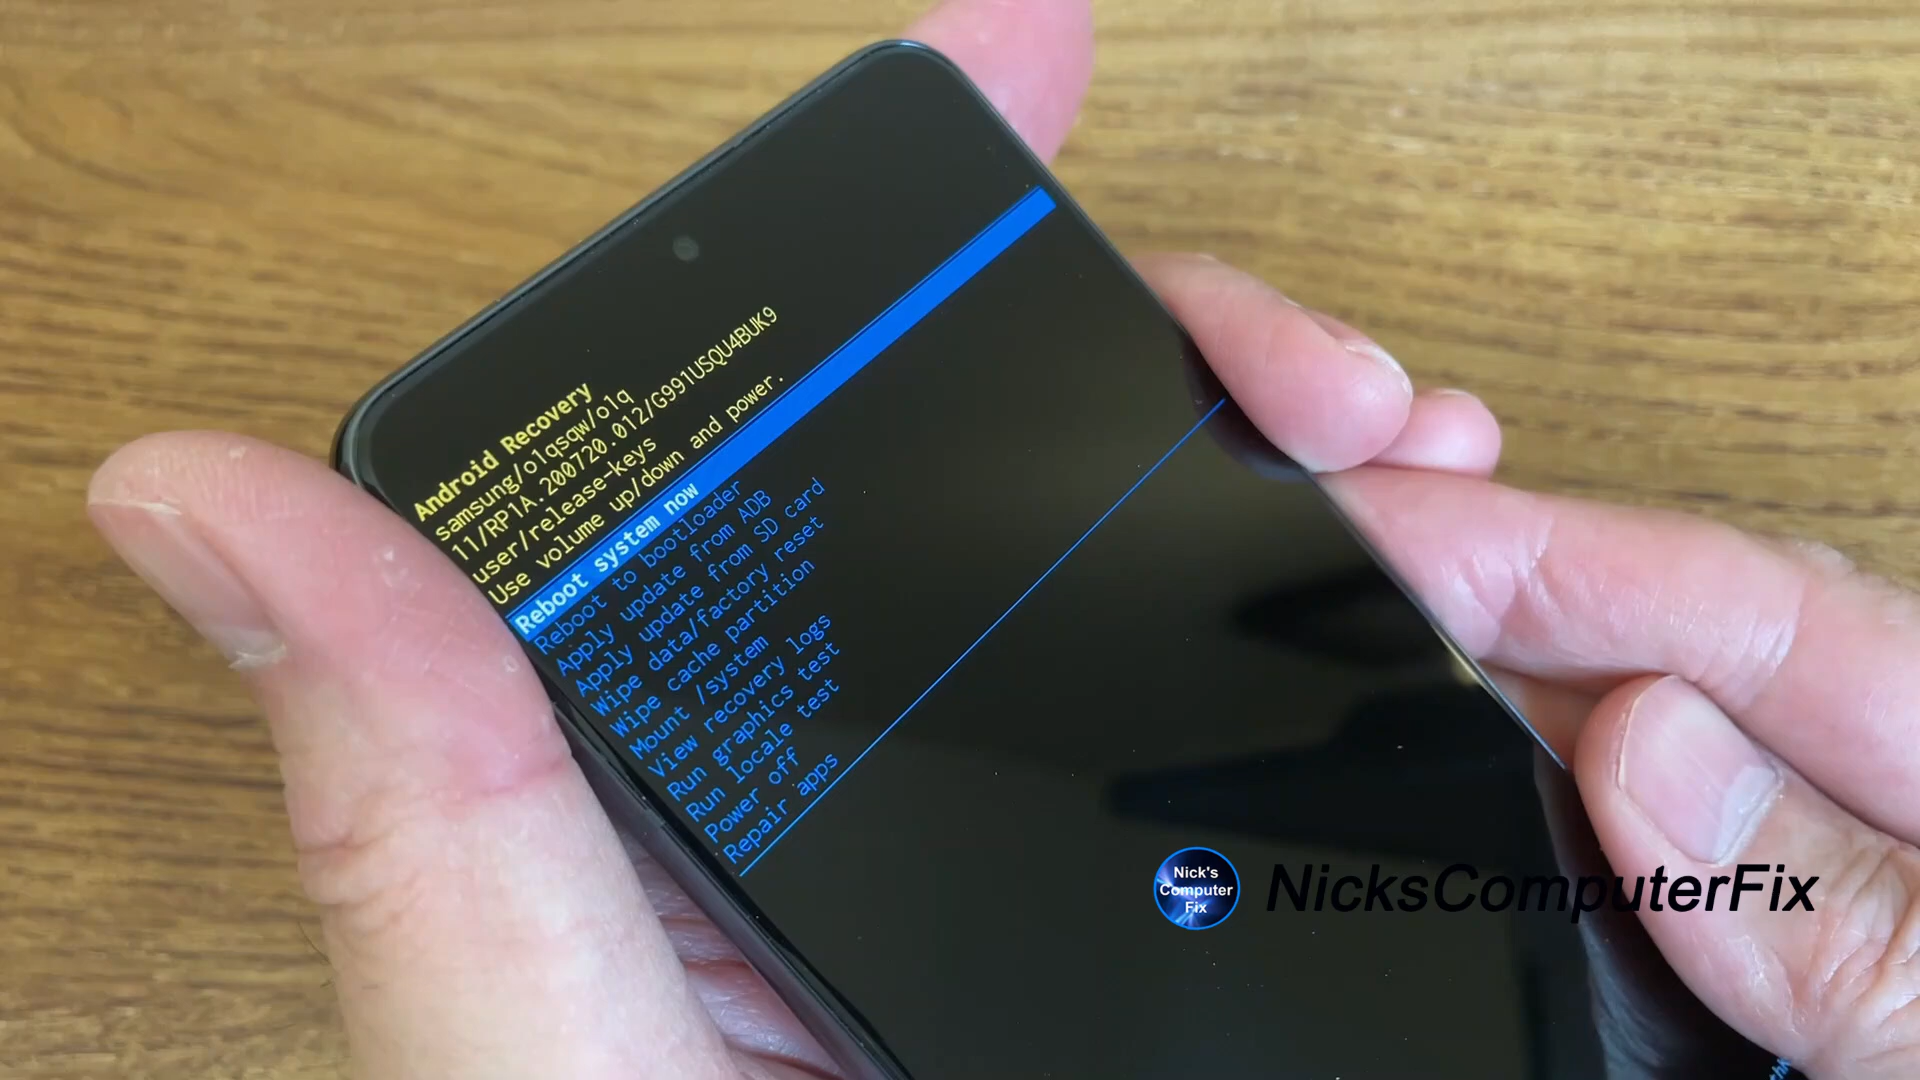 Android Recovery
samsung/o1qsqw/o1q
11/RP1A.200720.012/G991USQU4BUK9
user/release-keys
Use volume up/down and power.
Reboot system now
Reboot to bootloader
Apply update from ADB
Apply update from SD card
Wipe data/factory reset
Wipe cache partition
Mount /system
View recovery logs
Run graphics test
Run locale test
Power off
Repair apps
Nick's
Computer
Fix
NicksComputerFix